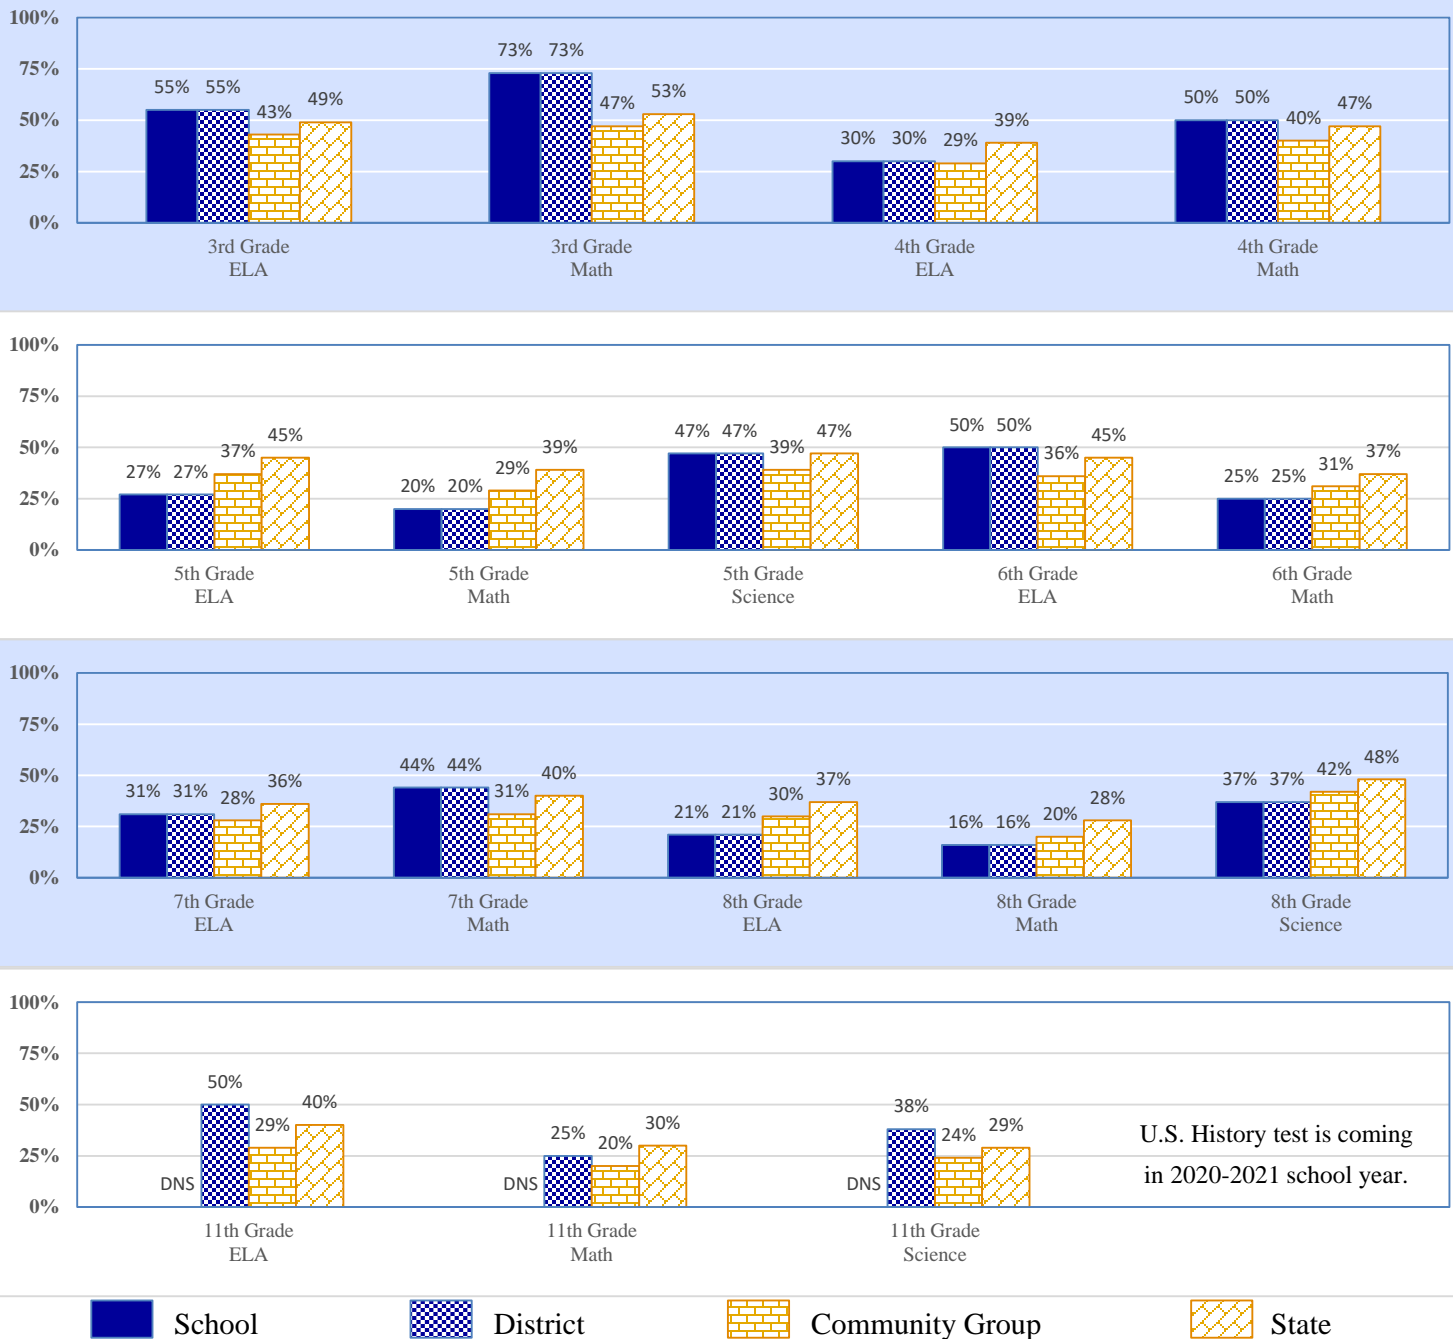 100%
75%
50%
25%
0%
55% 55% 43% 49%
73% 73% 47% 53%
30% 30% 29% 39%
50% 50% 40% 47%
3rd Grade
ELA
3rd Grade
Math
4th Grade
ELA
4th Grade
Math
100%
75%
50%
25%
0%
27% 27% 37% 45%
20% 20% 29% 39%
47% 47% 39% 47%
50% 50% 36% 45%
25% 25% 31% 37%
5th Grade
ELA
5th Grade
Math
5th Grade
Science
6th Grade
ELA
6th Grade
Math
100%
75%
50%
25%
0%
31% 31% 28% 36%
44% 44% 31% 40%
21% 21% 30% 37%
16% 16% 20% 28%
37% 37% 42% 48%
7th Grade
ELA
7th Grade
Math
8th Grade
ELA
8th Grade
Math
8th Grade
Science
100%
75%
50%
25%
0%
DNS 50% 29% 40%
DNS 25% 20% 30%
DNS 38% 24% 29%
U.S. History test is coming
in 2020-2021 school year.
11th Grade
ELA
11th Grade
Math
11th Grade
Science
School
District
Community Group
State